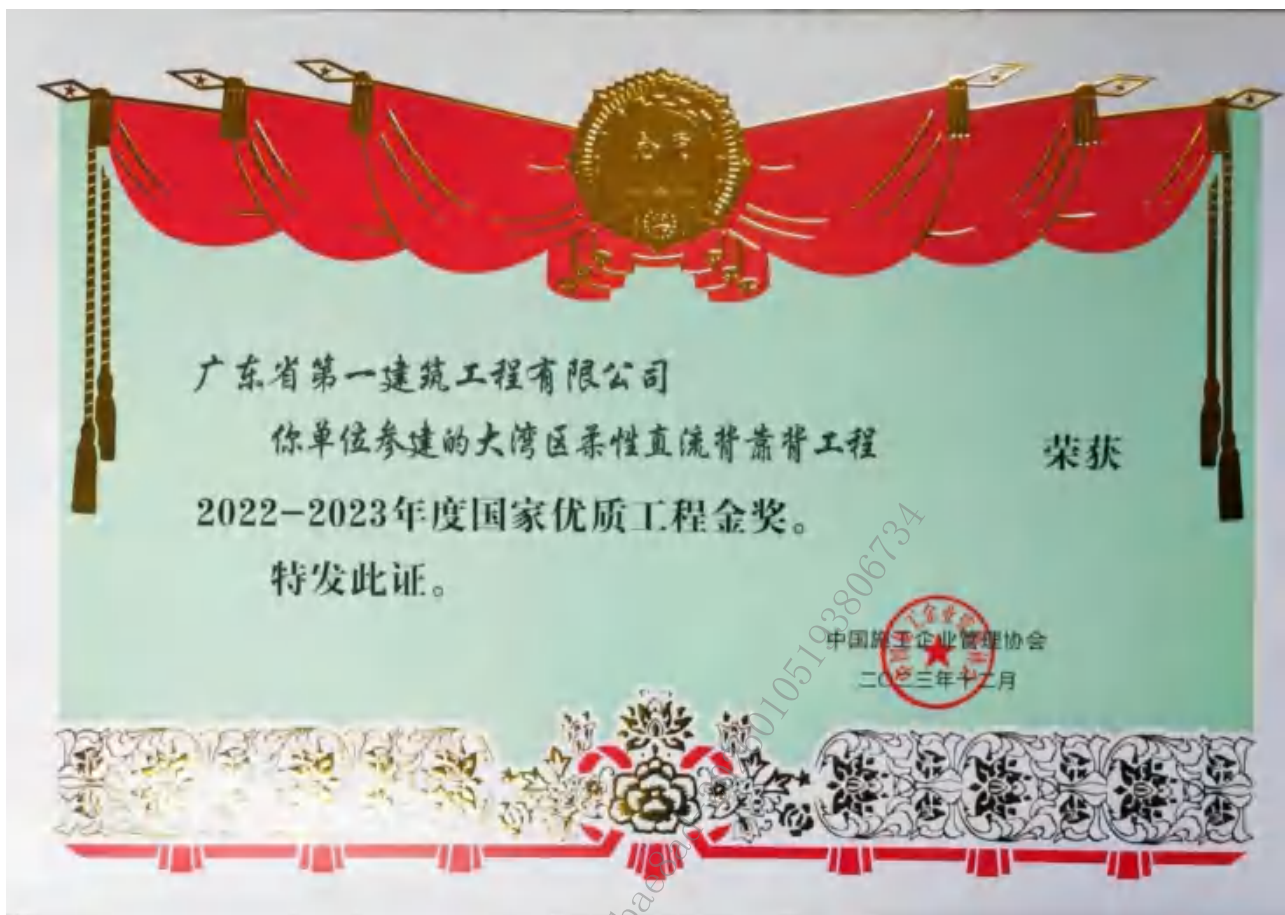 广东省第一建筑工程有限公司
你单位参建的大湾区柔性直流背靠背工程 荣获
2022-2023年度国家优质工程金奖。
特发此证。
中国施工企业管理协会
二〇二三年十二月
0105193806734